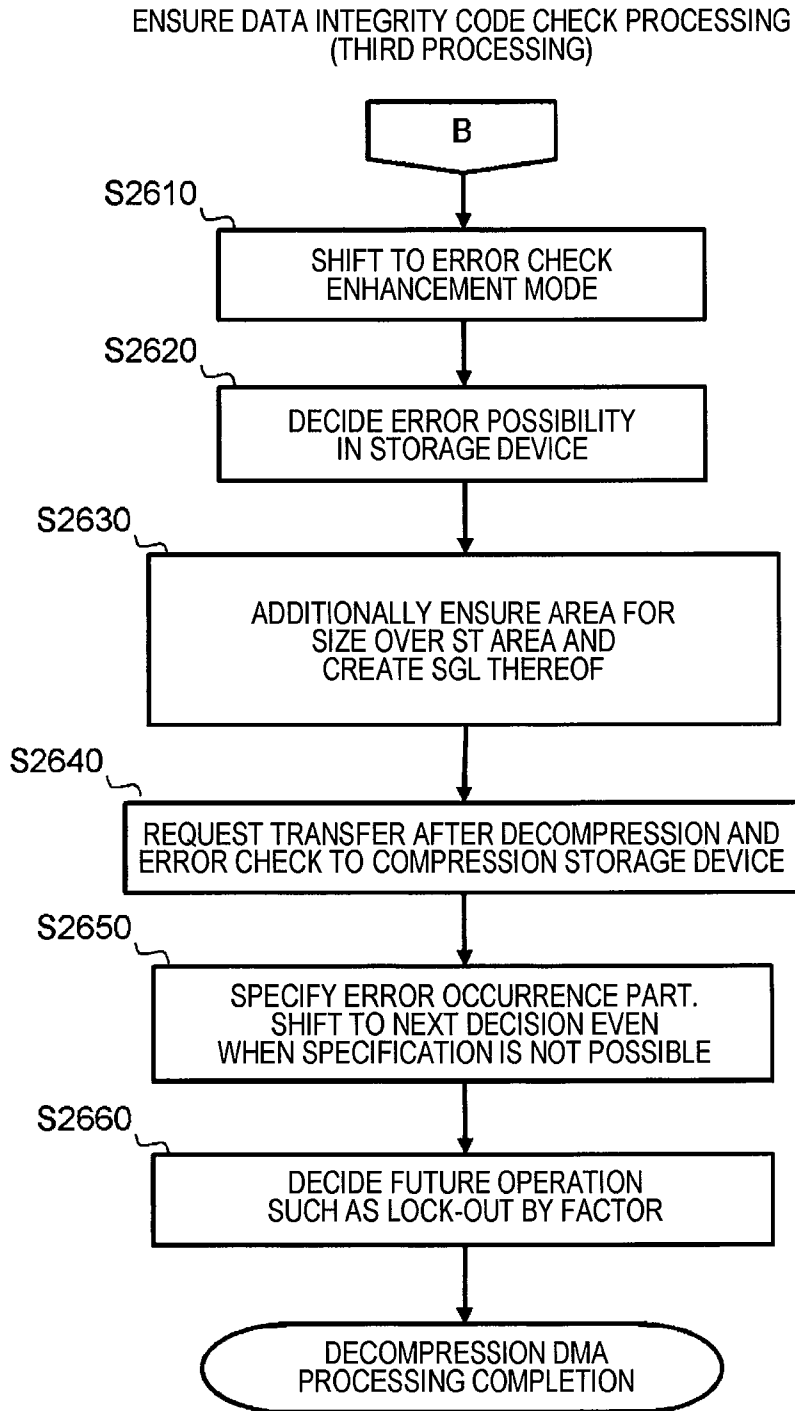 ENSURE DATA INTEGRITY CODE CHECK PROCESSING
(THIRD PROCESSING)
B
S2610
SHIFT TO ERROR CHECK
ENHANCEMENT MODE
S2620
DECIDE ERROR POSSIBILITY
IN STORAGE DEVICE
S2630
ADDITIONALLY ENSURE AREA FOR
SIZE OVER ST AREA AND
CREATE SGL THEREOF
S2640
REQUEST TRANSFER AFTER DECOMPRESSION AND
ERROR CHECK TO COMPRESSION STORAGE DEVICE
S2650
SPECIFY ERROR OCCURRENCE PART.
SHIFT TO NEXT DECISION EVEN
WHEN SPECIFICATION IS NOT POSSIBLE
S2660
DECIDE FUTURE OPERATION
SUCH AS LOCK-OUT BY FACTOR
DECOMPRESSION DMA
PROCESSING COMPLETION